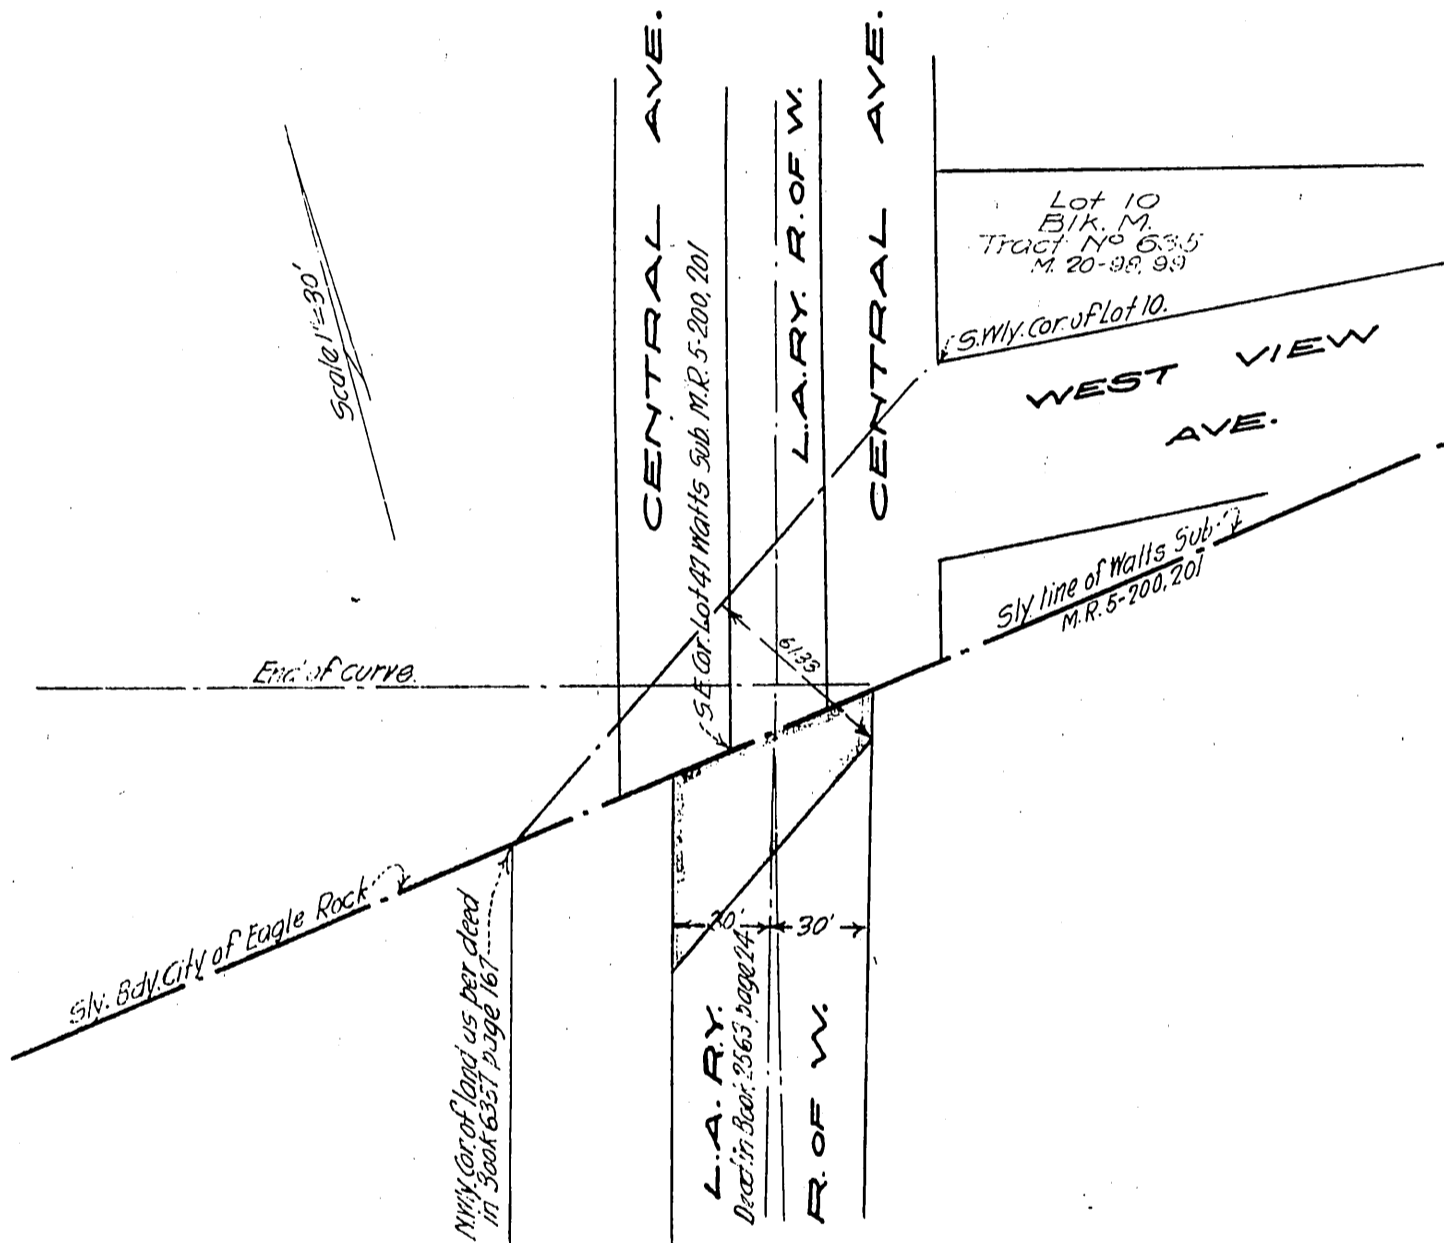 CENTRAL AVE.
L.A.RY. R. OF W.
CENTRAL AVE.
Scale 1"=30'
S.E. Cor. Lot 47 Watts Sub. M.R. 5-200, 201
Lot 10
Blk. M.
Tract No 635
M. 20-98, 99
S.Wly. Cor. of Lot 10.
WEST VIEW
AVE.
Sly. line of Watts Sub.
M.R. 5-200, 201
61.33
End of curve.
Sly. Bdy. City of Eagle Rock
N.Wly. Cor. of land as per deed
in Book 6357 page 167
30'
L.A. RY.
Deed in Book 2563 page 24
R. OF W.